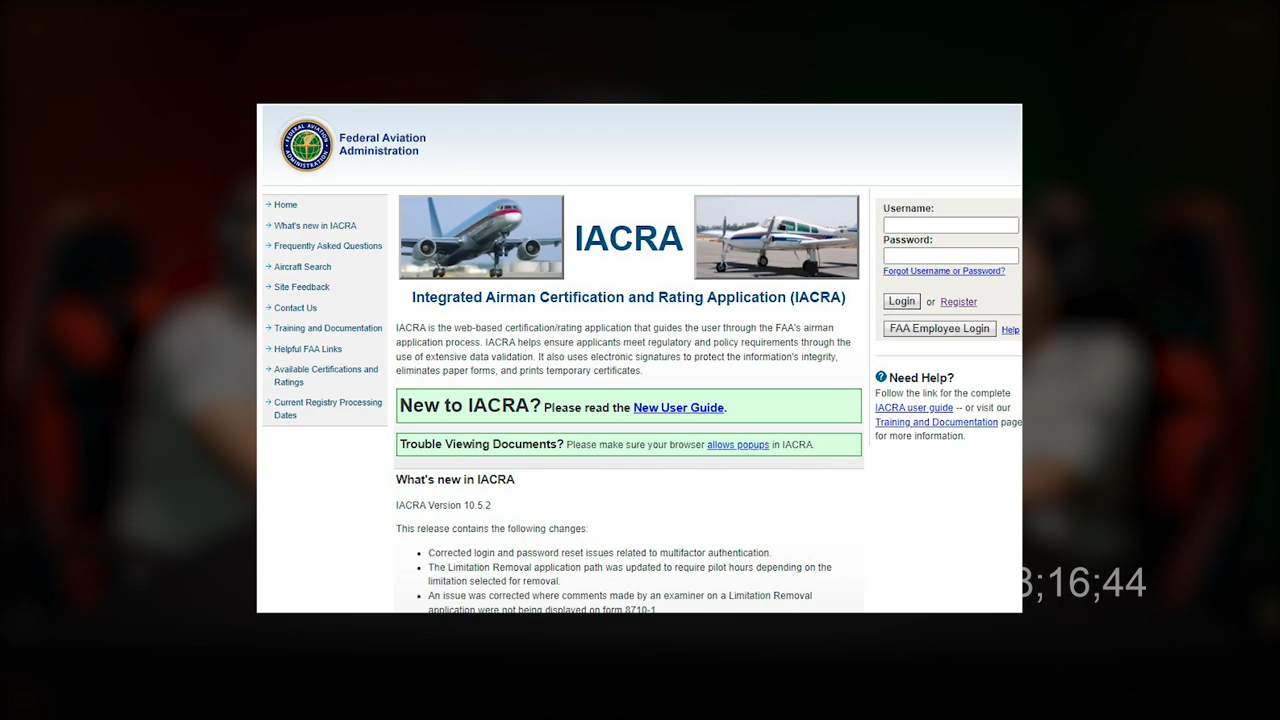 Federal Aviation
Administration
Home
What's new in IACRA
Frequently Asked Questions
Aircraft Search
Site Feedback
Contact Us
Training and Documentation
Helpful FAA Links
Available Certifications and
Ratings
Current Registry Processing
Dates
IACRA
Integrated Airman Certification and Rating Application (IACRA)
IACRA is the web-based certification/rating application that guides the user through the FAA's airman
application process. IACRA helps ensure applicants meet regulatory and policy requirements through the
use of extensive data validation. It also uses electronic signatures to protect the information's integrity,
eliminates paper forms, and prints temporary certificates.
New to IACRA? Please read the New User Guide.
Trouble Viewing Documents? Please make sure your browser allows popups in IACRA.
What's new in IACRA
IACRA Version 10.5.2
This release contains the following changes:
Corrected login and password reset issues related to multifactor authentication.
The Limitation Removal application path was updated to require pilot hours depending on the
limitation selected for removal.
An issue was corrected where comments made by an examiner on a Limitation Removal
application were not being displayed on form 8710-1
Username:
Password:
Forgot Username or Password?
Login or Register
FAA Employee Login Help
Need Help?
Follow the link for the complete
IACRA user guide -- or visit our
Training and Documentation page
for more information.
;16;44